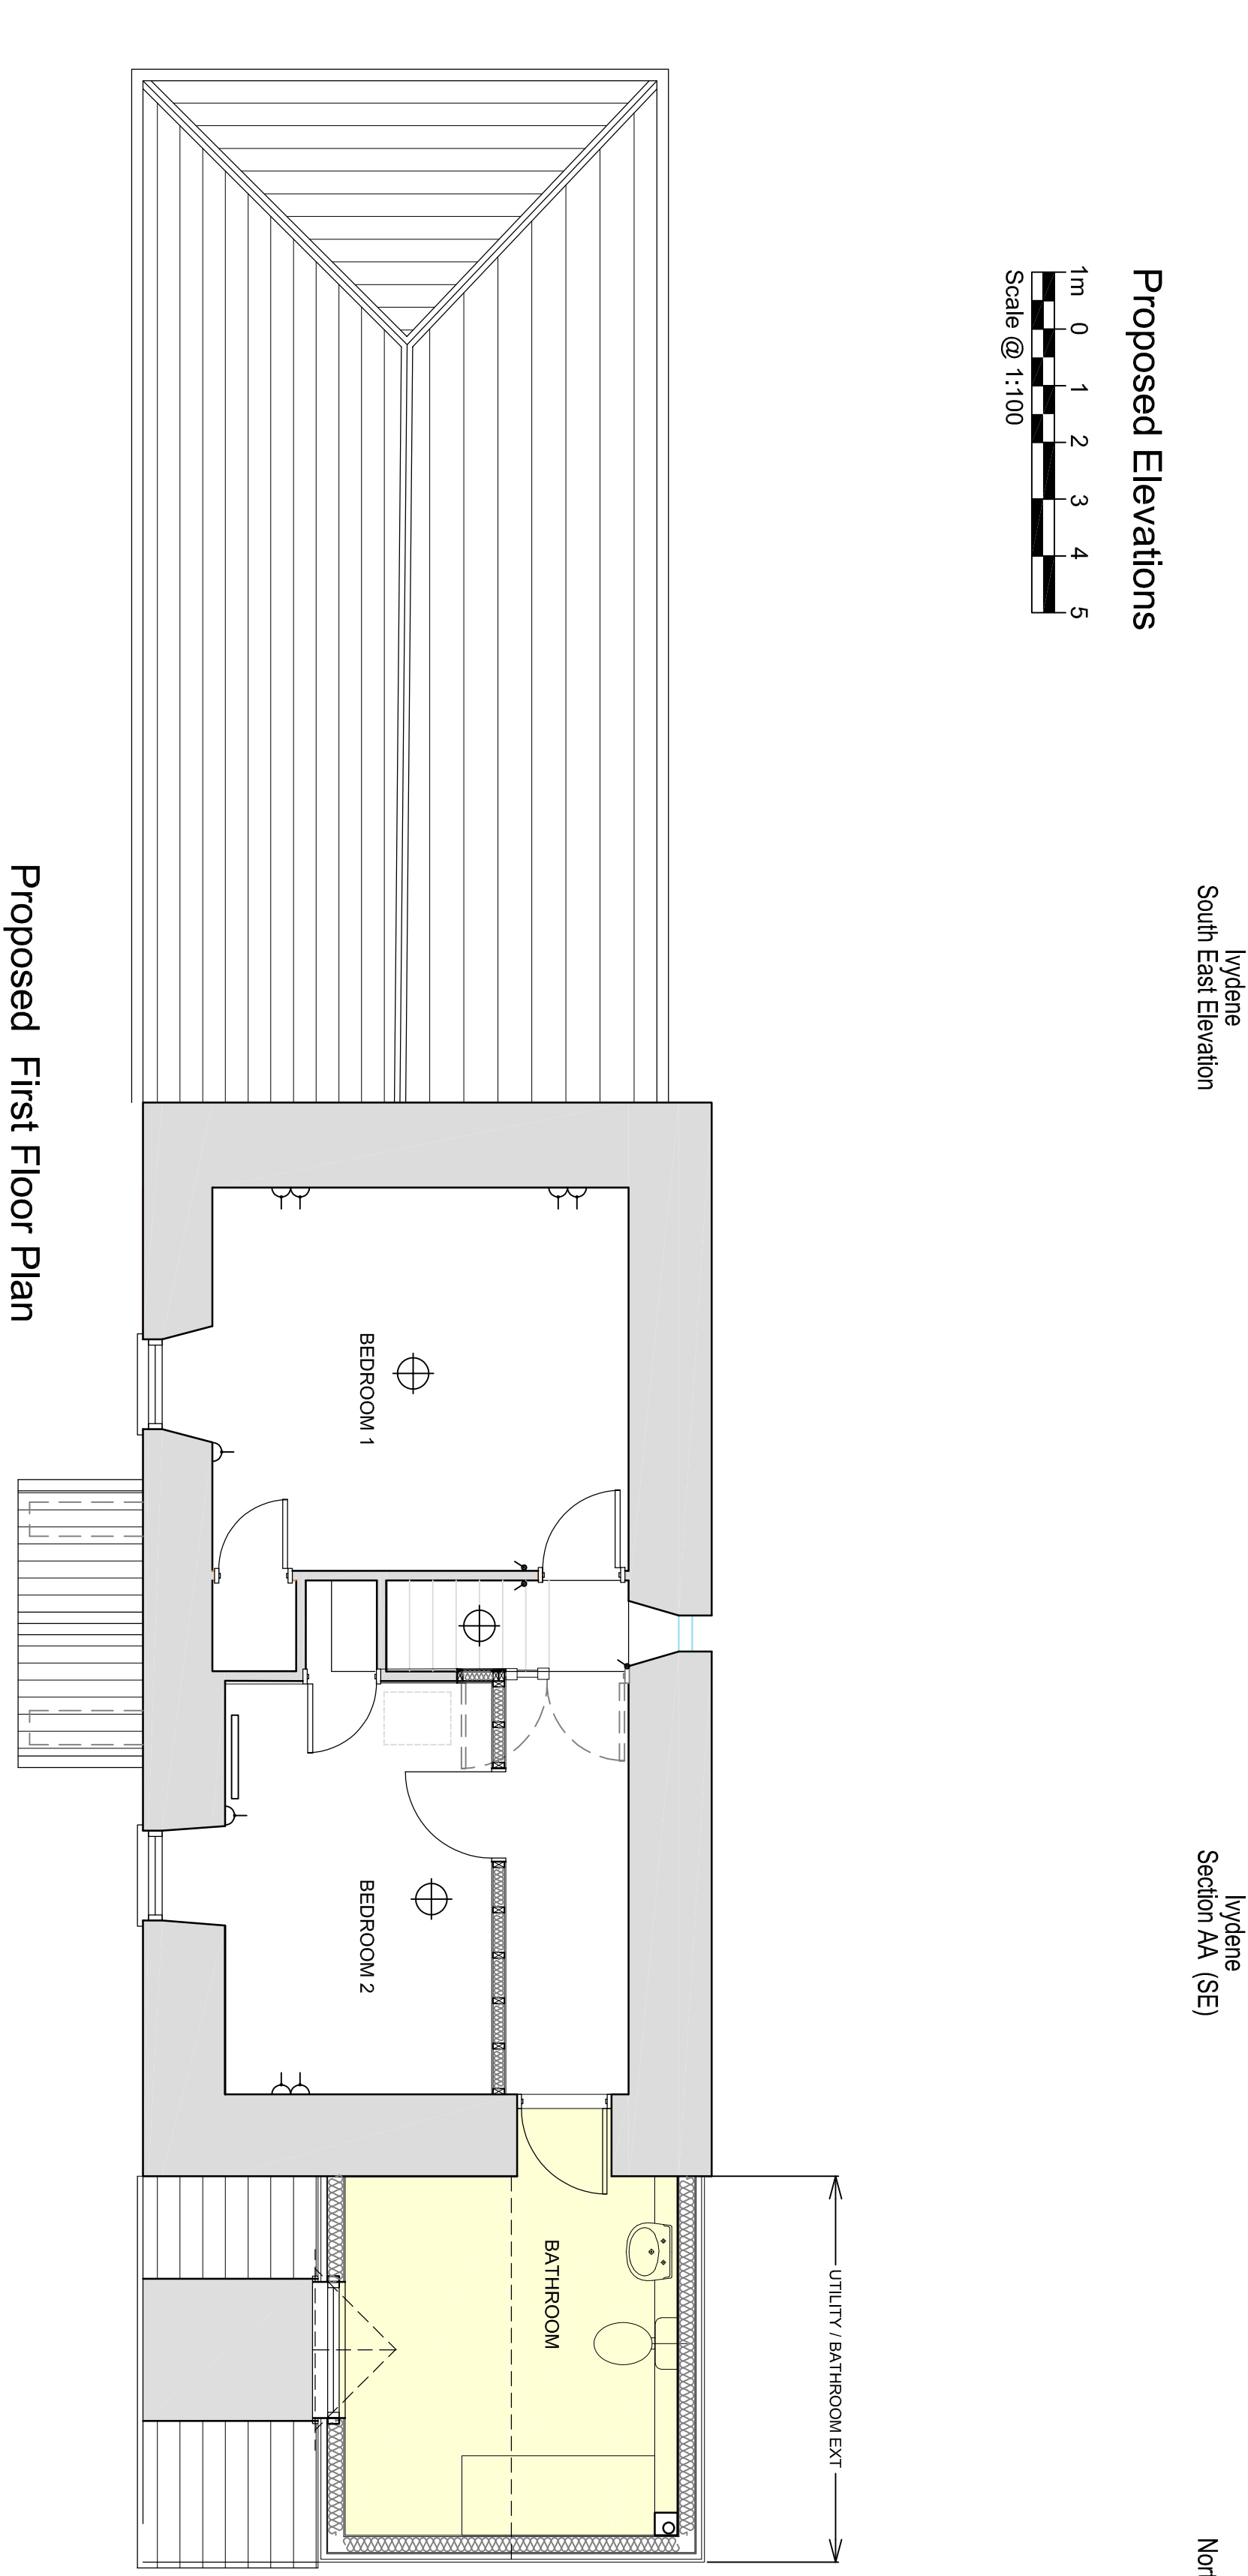 Ivydene
South East Elevation
Ivydene
Section AA (SE)
Proposed Elevations
1m 0 1 2 3 4 5
Scale @ 1:100
UTILITY / BATHROOM EXT
BATHROOM
BEDROOM 1
BEDROOM 2
Proposed First Floor Plan